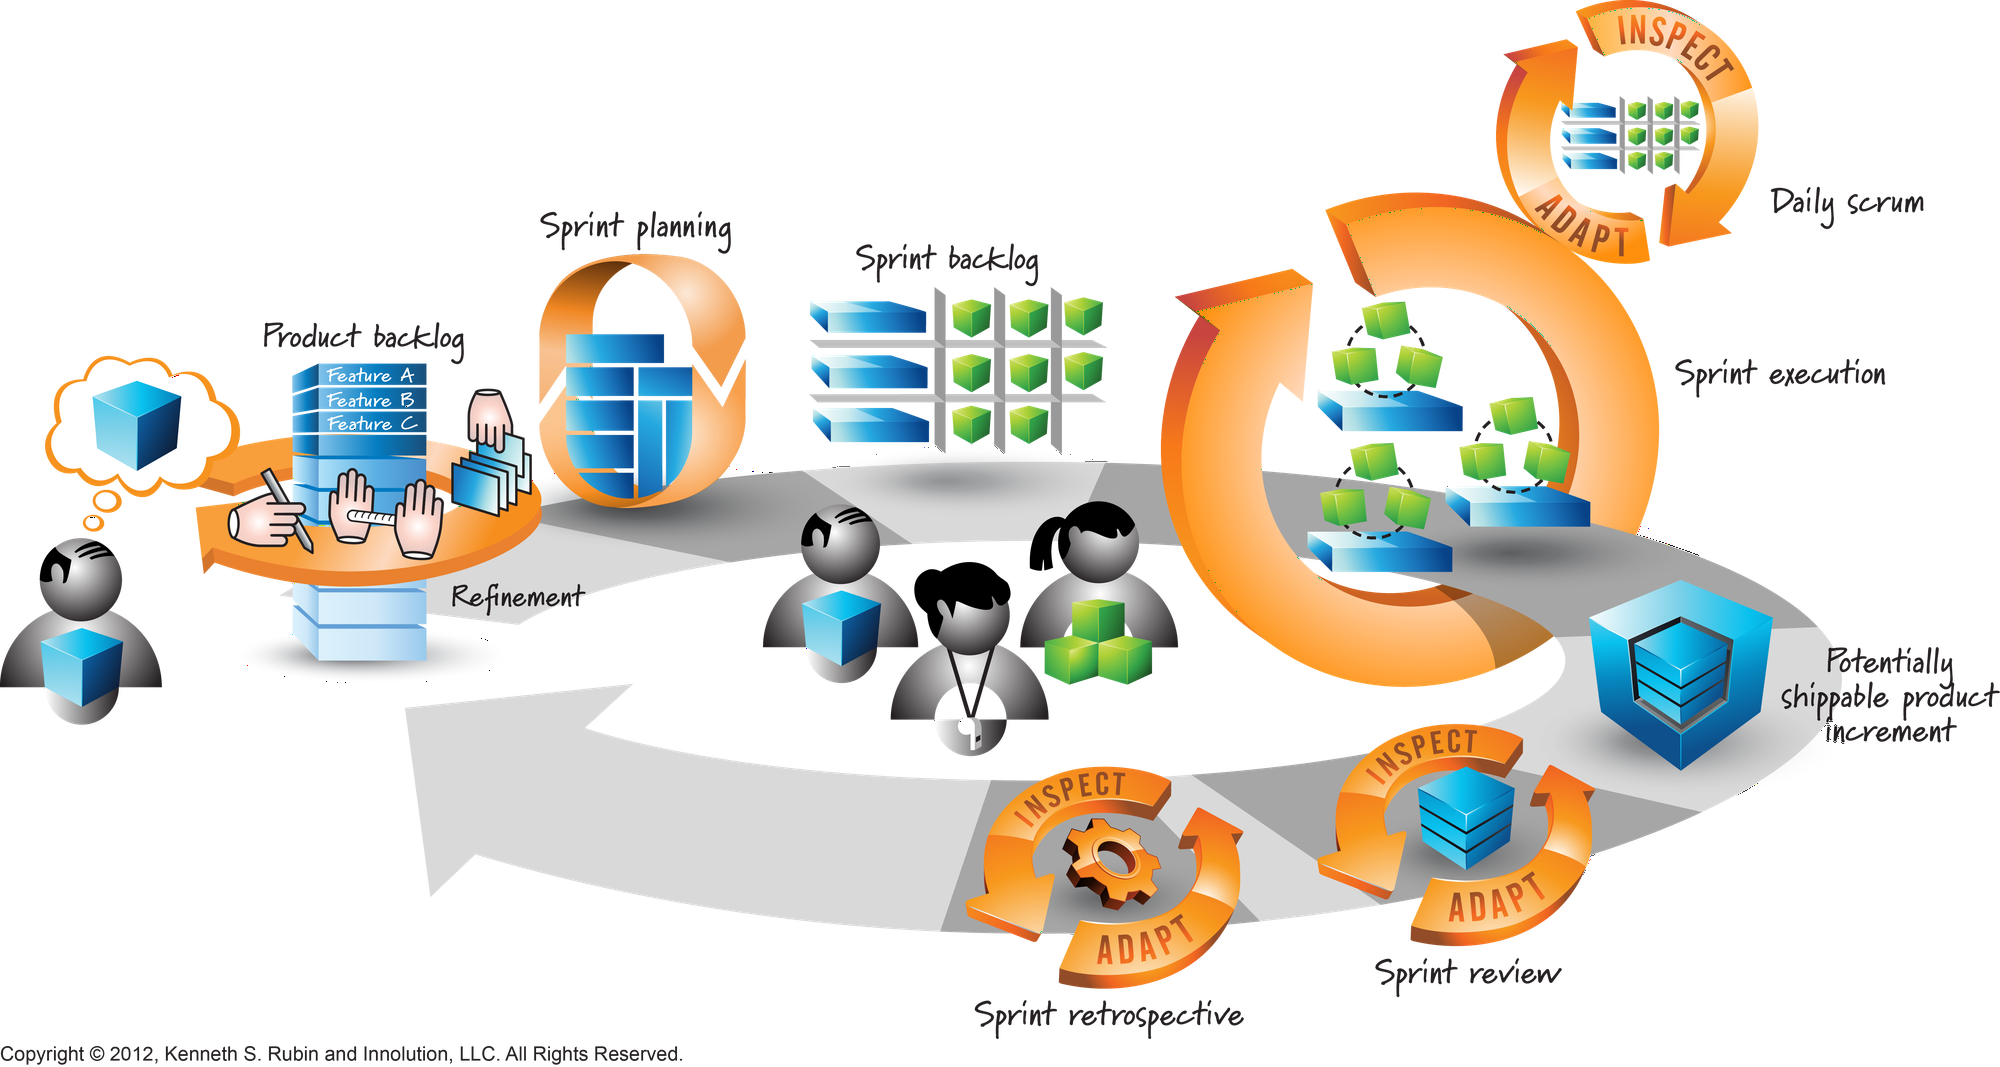 INSPECT
ADAPT
Daily scrum
Sprint planning
Sprint backlog
Product backlog
Feature A
Feature B
Feature C
Sprint execution
Refinement
Potentially
shippable product
increment
INSPECT
ADAPT
Sprint review
INSPECT
ADAPT
Sprint retrospective
Copyright © 2012, Kenneth S. Rubin and Innolution, LLC. All Rights Reserved.